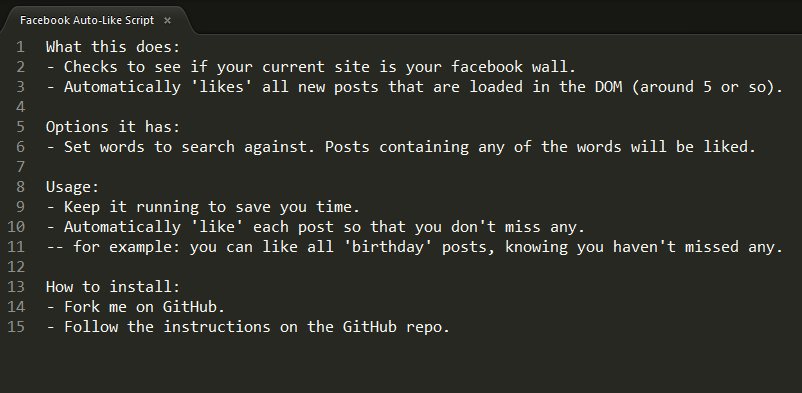 Facebook Auto-Like Script ×
1 What this does:
2 - Checks to see if your current site is your facebook wall.
3 - Automatically 'likes' all new posts that are loaded in the DOM (around 5 or so).
4
5 Options it has:
6 - Set words to search against. Posts containing any of the words will be liked.
7
8 Usage:
9 - Keep it running to save you time.
10 - Automatically 'like' each post so that you don't miss any.
11 -- for example: you can like all 'birthday' posts, knowing you haven't missed any.
12
13 How to install:
14 - Fork me on GitHub.
15 - Follow the instructions on the GitHub repo.